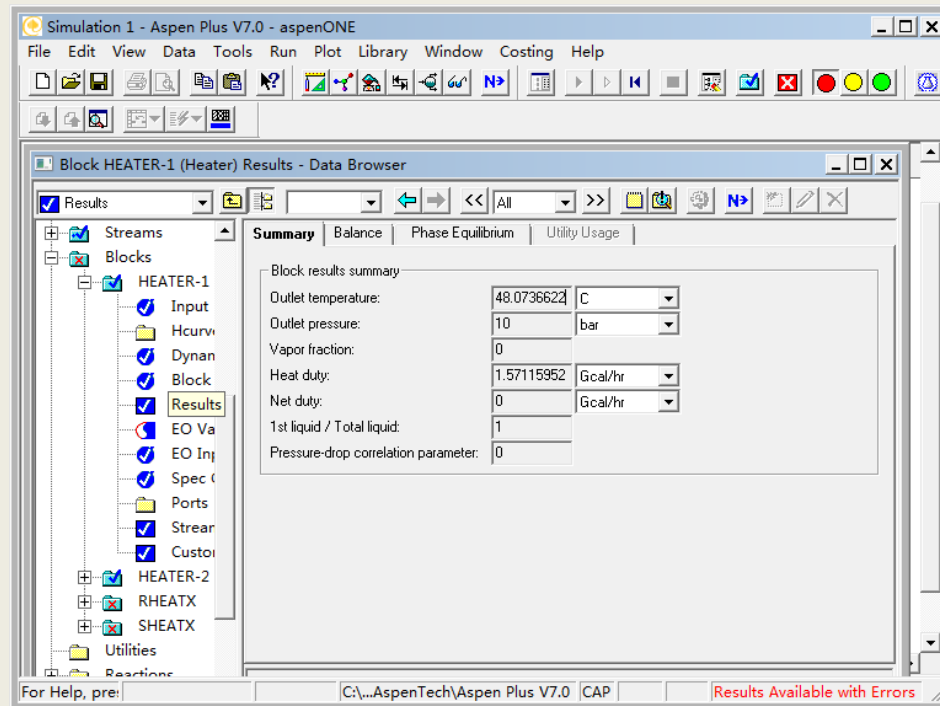 Simulation 1 - Aspen Plus V7.0 - aspenONE
File Edit View Data Tools Run Plot Library Window Costing Help
N
Block HEATER-1 (Heater) Results - Data Browser
Results
All
<<
>>
N
Streams
Blocks
HEATER-1
Input
Hcurv
Dynan
Block
Results
EO Va
EO Inp
Spec
Ports
Strear
Custo
HEATER-2
RHEATX
SHEATX
Utilities
Reactions
Summary Balance Phase Equilibrium Utility Usage
Block results summary
Outlet temperature: 48.0736622 C
Outlet pressure: 10 bar
Vapor fraction: 0
Heat duty: 1.57115952 Gcal/hr
Net duty: 0 Gcal/hr
1st liquid / Total liquid: 1
Pressure-drop correlation parameter: 0
For Help, pre: C:\...AspenTech\Aspen Plus V7.0 CAP Results Available with Errors